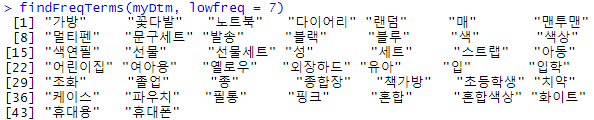 > findFreqTerms(myDtm, lowfreq = 7)
[1] "가방" "꽃다발" "노트북" "다이어리" "랜덤" "매" "맨투맨"
[8] "멀티펜" "문구세트" "발송" "블랙" "블루" "색" "색상"
[15] "색연필" "선물" "선물세트" "성" "세트" "스트랩" "아동"
[22] "어린이집" "여아용" "옐로우" "외장하드" "유아" "입" "입학"
[29] "조화" "졸업" "종" "종합장" "책가방" "초등학생" "치약"
[36] "케이스" "파우치" "필통" "핑크" "혼합" "혼합색상" "화이트"
[43] "휴대용" "휴대폰"